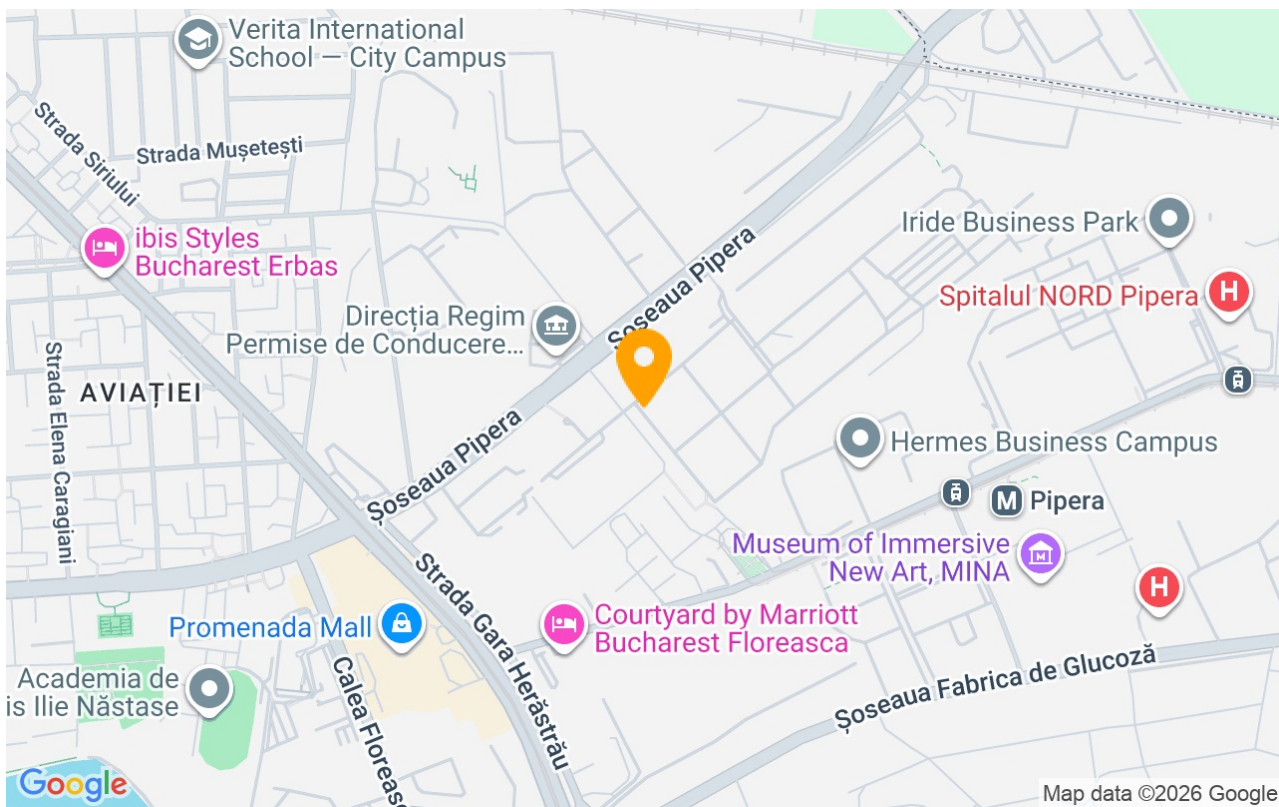 Verita International
School — City Campus
Strada Siriului
Strada Mușetești
ibis Styles
Bucharest Erbas
Iride Business Park
Șoseaua Pipera
Spitalul NORD Pipera
H
Direcția Regim
Permise de Conducere...
Strada Elena Caragiani
AVIAȚIEI
Șoseaua Pipera
Hermes Business Campus
M Pipera
Museum of Immersive
New Art, MINA
M
H
Strada Gara Herăstrău
Promenada Mall
Courtyard by Marriott
Bucharest Floreasca
Calea Floreasc
Academia de
is Ilie Năstase
Șoseaua Fabrica de Glucoză
Google
Map data ©2026 Google